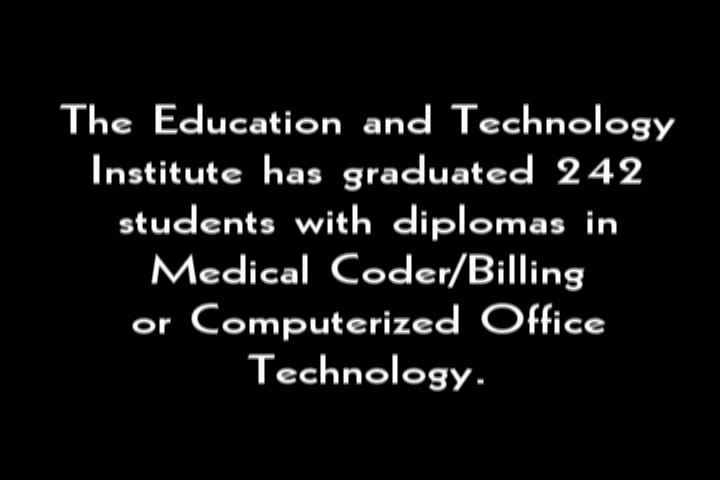 The Education and Technology
Institute has graduated 242
students with diplomas in
Medical Coder/Billing
or Computerized Office
Technology.